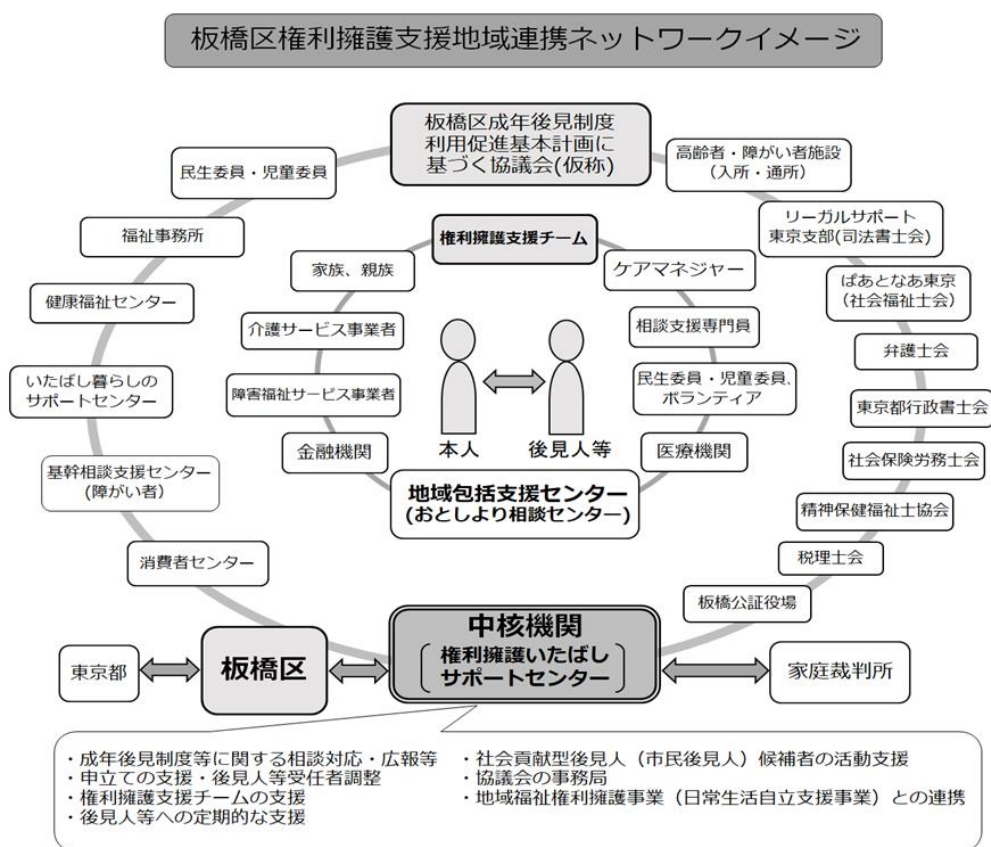 板橋区権利擁護支援地域連携ネットワークイメージ
板橋区成年後見制度
利用促進基本計画に
基づく協議会(仮称)
民生委員・児童委員
福祉事務所
健康福祉センター
いたばし暮らしの
サポートセンター
基幹相談支援センター
(障がい者)
消費者センター
高齢者・障がい者施設
(入所・通所)
リーガルサポート
東京支部(司法書士会)
ぱあとなあ東京
(社会福祉士会)
弁護士会
東京都行政書士会
社会保険労務士会
精神保健福祉士協会
税理士会
板橋公証役場
権利擁護支援チーム
家族、親族
介護サービス事業者
障害福祉サービス事業者
金融機関
ケアマネジャー
相談支援専門員
民生委員・児童委員、
ボランティア
医療機関
本人
後見人等
地域包括支援センター
(おとしより相談センター)
東京都
板橋区
中核機関
権利擁護いたばし
サポートセンター
家庭裁判所
・成年後見制度等に関する相談対応・広報等
・申立ての支援・後見人等受任者調整
・権利擁護支援チームの支援
・後見人等への定期的な支援
・社会貢献型後見人(市民後見人)候補者の活動支援
・協議会の事務局
・地域福祉権利擁護事業(日常生活自立支援事業)との連携